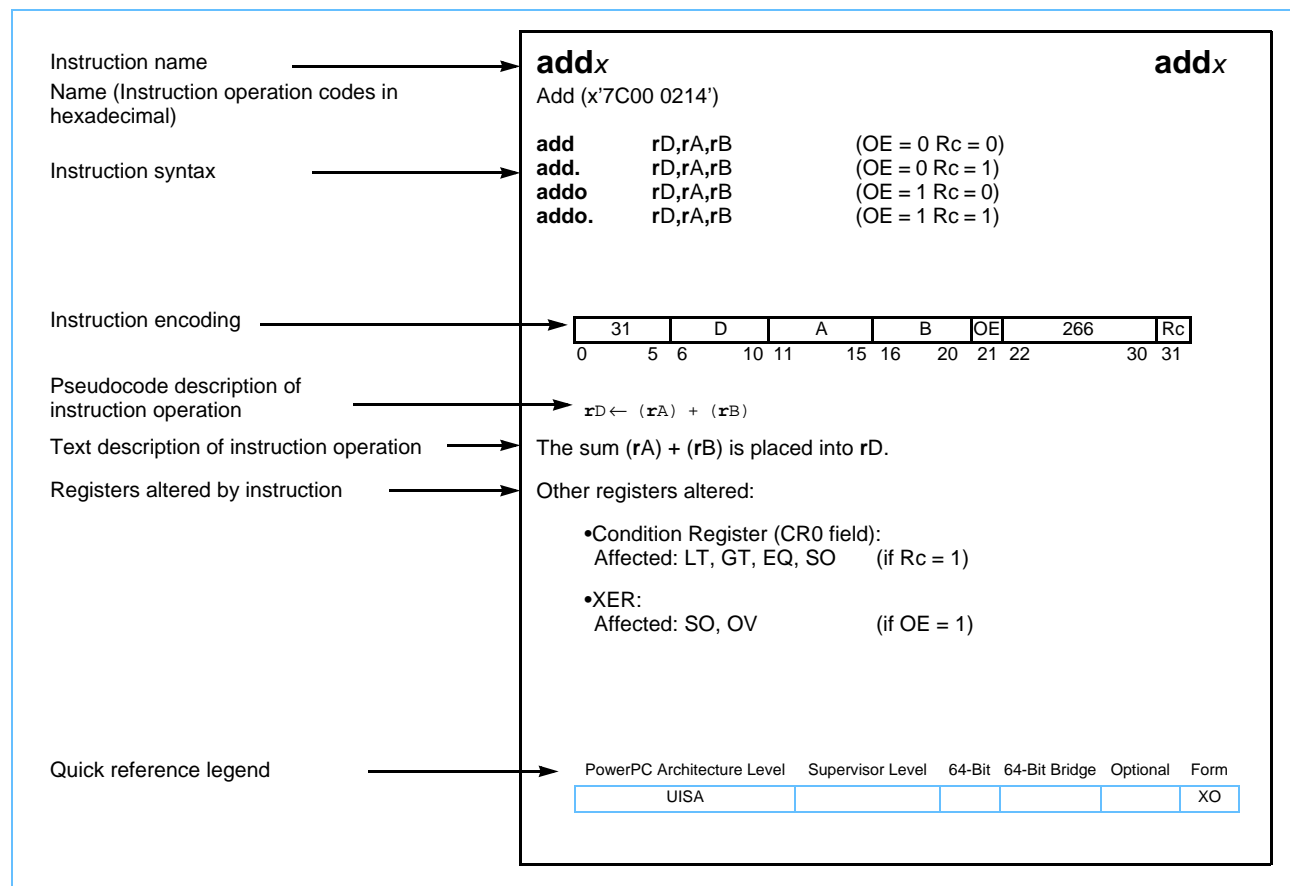 Instruction name
Name (Instruction operation codes in
hexadecimal)
Instruction syntax
Instruction encoding
Pseudocode description of
instruction operation
Text description of instruction operation
Registers altered by instruction
Quick reference legend
addx addx
Add (x'7C00 0214')
add rD,rA,rB (OE = 0 Rc = 0)
add. rD,rA,rB (OE = 0 Rc = 1)
addo rD,rA,rB (OE = 1 Rc = 0)
addo. rD,rA,rB (OE = 1 Rc = 1)
31 D A B OE 266 Rc
0 5 6 10 11 15 16 20 21 22 30 31
rD← (rA) + (rB)
The sum (rA) + (rB) is placed into rD.
Other registers altered:
•Condition Register (CR0 field):
Affected: LT, GT, EQ, SO (if Rc = 1)
•XER:
Affected: SO, OV (if OE = 1)
PowerPC Architecture Level Supervisor Level 64-Bit 64-Bit Bridge Optional Form
UISA XO